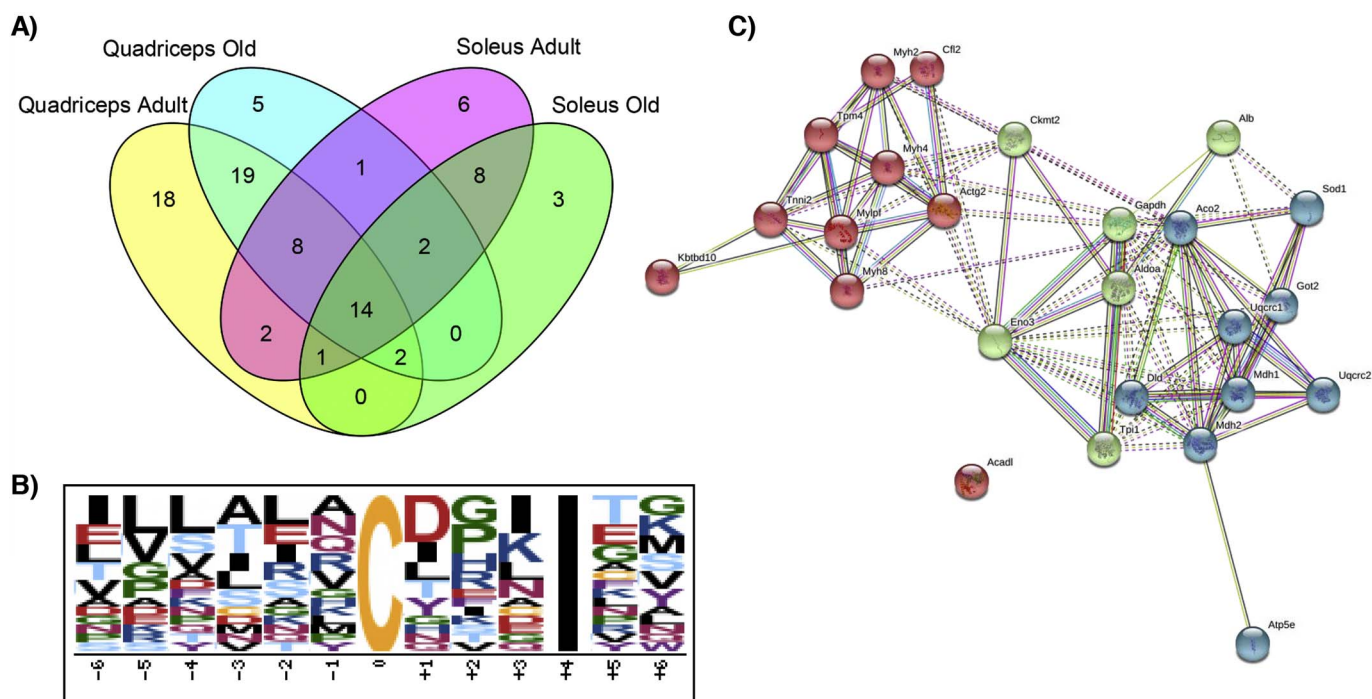 A)
Quadriceps Old
Soleus Adult
Quadriceps Adult
Soleus Old
5
6
19
1
8
18
3
8
2
14
2
0
1
2
0
B)
C
-6 -5 -4 -3 -2 -1 0 +1 +2 +3 +4 +5 +6
C)
Myh2
Cfl2
Tpm4
Ckmt2
Alb
Myh4
Actg2
Sod1
Tnni2
Mylpf
Gapdh
Aco2
Kbtbd10
Myh8
Aldoa
Got2
Uqcrc1
Eno3
Dld
Mdh1
Uqcrc2
Tpi1
Mdh2
Acadl
Atp5e